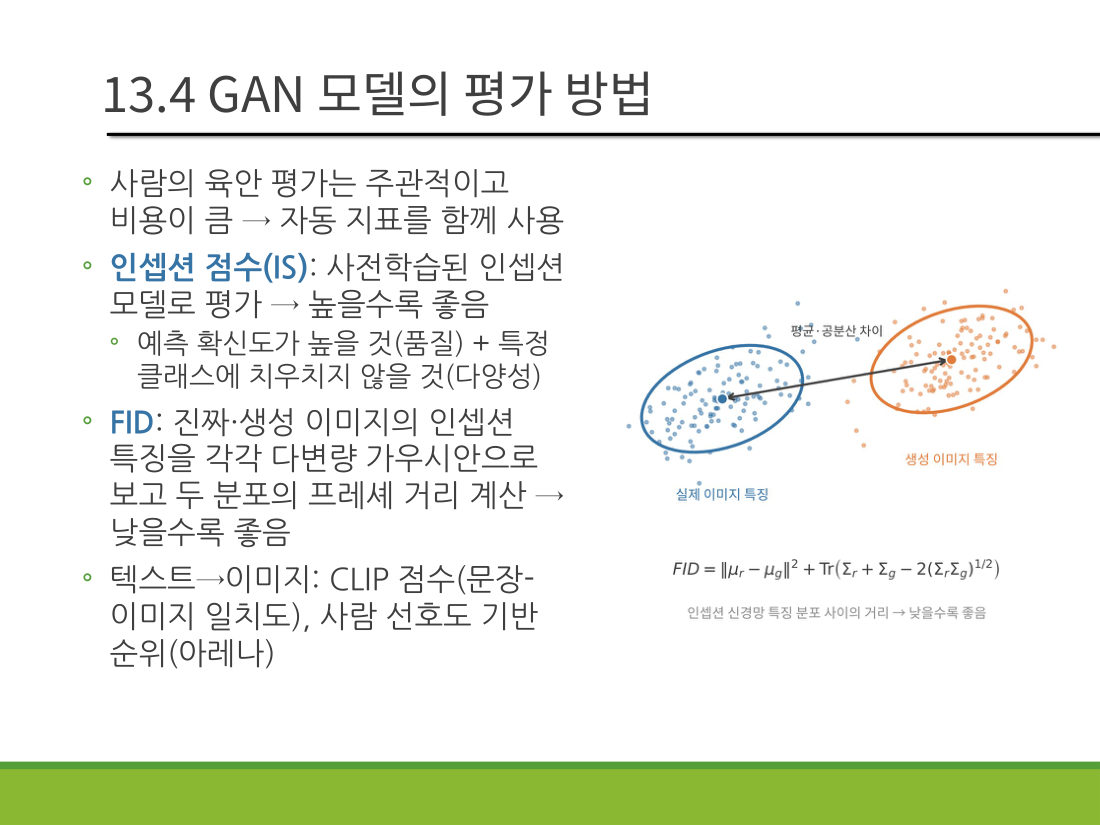 13.4 GAN 모델의 평가 방법
사람의 육안 평가는 주관적이고
비용이 큼 → 자동 지표를 함께 사용
인셉션 점수(IS): 사전학습된 인셉션
모델로 평가 → 높을수록 좋음
예측 확신도가 높을 것(품질) + 특정
클래스에 치우치지 않을 것(다양성)
FID: 진짜·생성 이미지의 인셉션
특징을 각각 다변량 가우시안으로
보고 두 분포의 프레셰 거리 계산 →
낮을수록 좋음
텍스트→이미지: CLIP 점수(문장-
이미지 일치도), 사람 선호도 기반
순위(아레나)
평균·공분산 차이
생성 이미지 특징
실제 이미지 특징
FID = ‖μ_r − μ_g‖² + Tr(Σ_r + Σ_g − 2(Σ_rΣ_g)^{1/2})
인셉션 신경망 특징 분포 사이의 거리 → 낮을수록 좋음